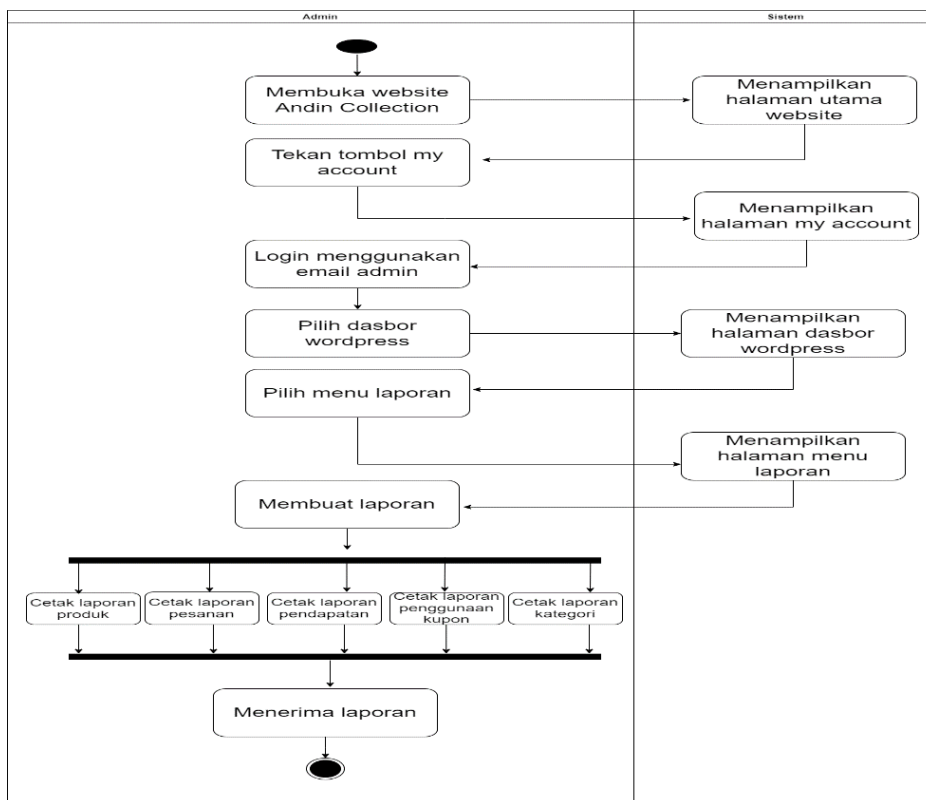 Admin
Sistem
Membuka website
Andin Collection
Menampilkan
halaman utama
website
Tekan tombol my
account
Menampilkan
halaman my account
Login menggunakan
email admin
Pilih dasbor
wordpress
Menampilkan
halaman dasbor
wordpress
Pilih menu laporan
Menampilkan
halaman menu
laporan
Membuat laporan
Cetak laporan
produk
Cetak laporan
pesanan
Cetak laporan
pendapatan
Cetak laporan
penggunaan
kupon
Cetak laporan
kategori
Menerima laporan